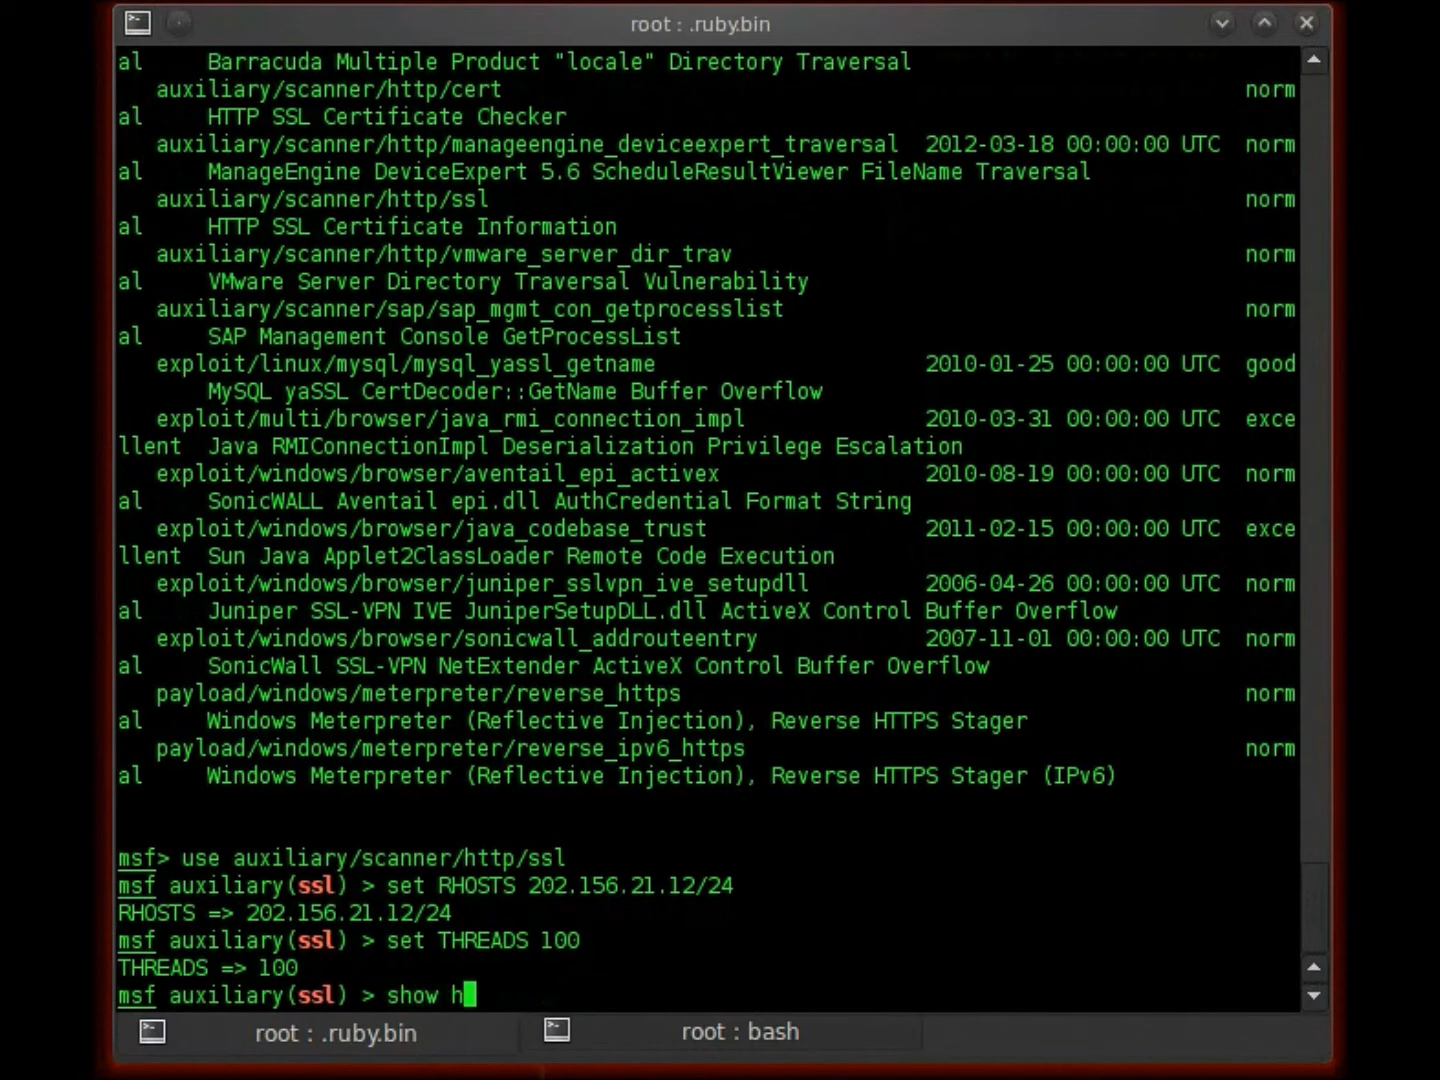 root : .ruby.bin
al     Barracuda Multiple Product "locale" Directory Traversal
auxiliary/scanner/http/cert     norm
al     HTTP SSL Certificate Checker
auxiliary/scanner/http/manageengine_deviceexpert_traversal  2012-03-18 00:00:00 UTC  norm
al     ManageEngine DeviceExpert 5.6 ScheduleResultViewer FileName Traversal
auxiliary/scanner/http/ssl     norm
al     HTTP SSL Certificate Information
auxiliary/scanner/http/vmware_server_dir_trav     norm
al     VMware Server Directory Traversal Vulnerability
auxiliary/scanner/sap/sap_mgmt_con_getprocesslist     norm
al     SAP Management Console GetProcessList
exploit/linux/mysql/mysql_yassl_getname     2010-01-25 00:00:00 UTC  good
MySQL yaSSL CertDecoder::GetName Buffer Overflow
exploit/multi/browser/java_rmi_connection_impl     2010-03-31 00:00:00 UTC  exce
llent  Java RMIConnectionImpl Deserialization Privilege Escalation
exploit/windows/browser/aventail_epi_activex     2010-08-19 00:00:00 UTC  norm
al     SonicWALL Aventail epi.dll AuthCredential Format String
exploit/windows/browser/java_codebase_trust     2011-02-15 00:00:00 UTC  exce
llent  Sun Java Applet2ClassLoader Remote Code Execution
exploit/windows/browser/juniper_sslvpn_ive_setupdll     2006-04-26 00:00:00 UTC  norm
al     Juniper SSL-VPN IVE JuniperSetupDLL.dll ActiveX Control Buffer Overflow
exploit/windows/browser/sonicwall_addrouteentry     2007-11-01 00:00:00 UTC  norm
al     SonicWall SSL-VPN NetExtender ActiveX Control Buffer Overflow
payload/windows/meterpreter/reverse_https     norm
al     Windows Meterpreter (Reflective Injection), Reverse HTTPS Stager
payload/windows/meterpreter/reverse_ipv6_https     norm
al     Windows Meterpreter (Reflective Injection), Reverse HTTPS Stager (IPv6)
msf> use auxiliary/scanner/http/ssl
msf auxiliary(ssl) > set RHOSTS 202.156.21.12/24
RHOSTS => 202.156.21.12/24
msf auxiliary(ssl) > set THREADS 100
THREADS => 100
msf auxiliary(ssl) > show h
root : .ruby.bin
root : bash